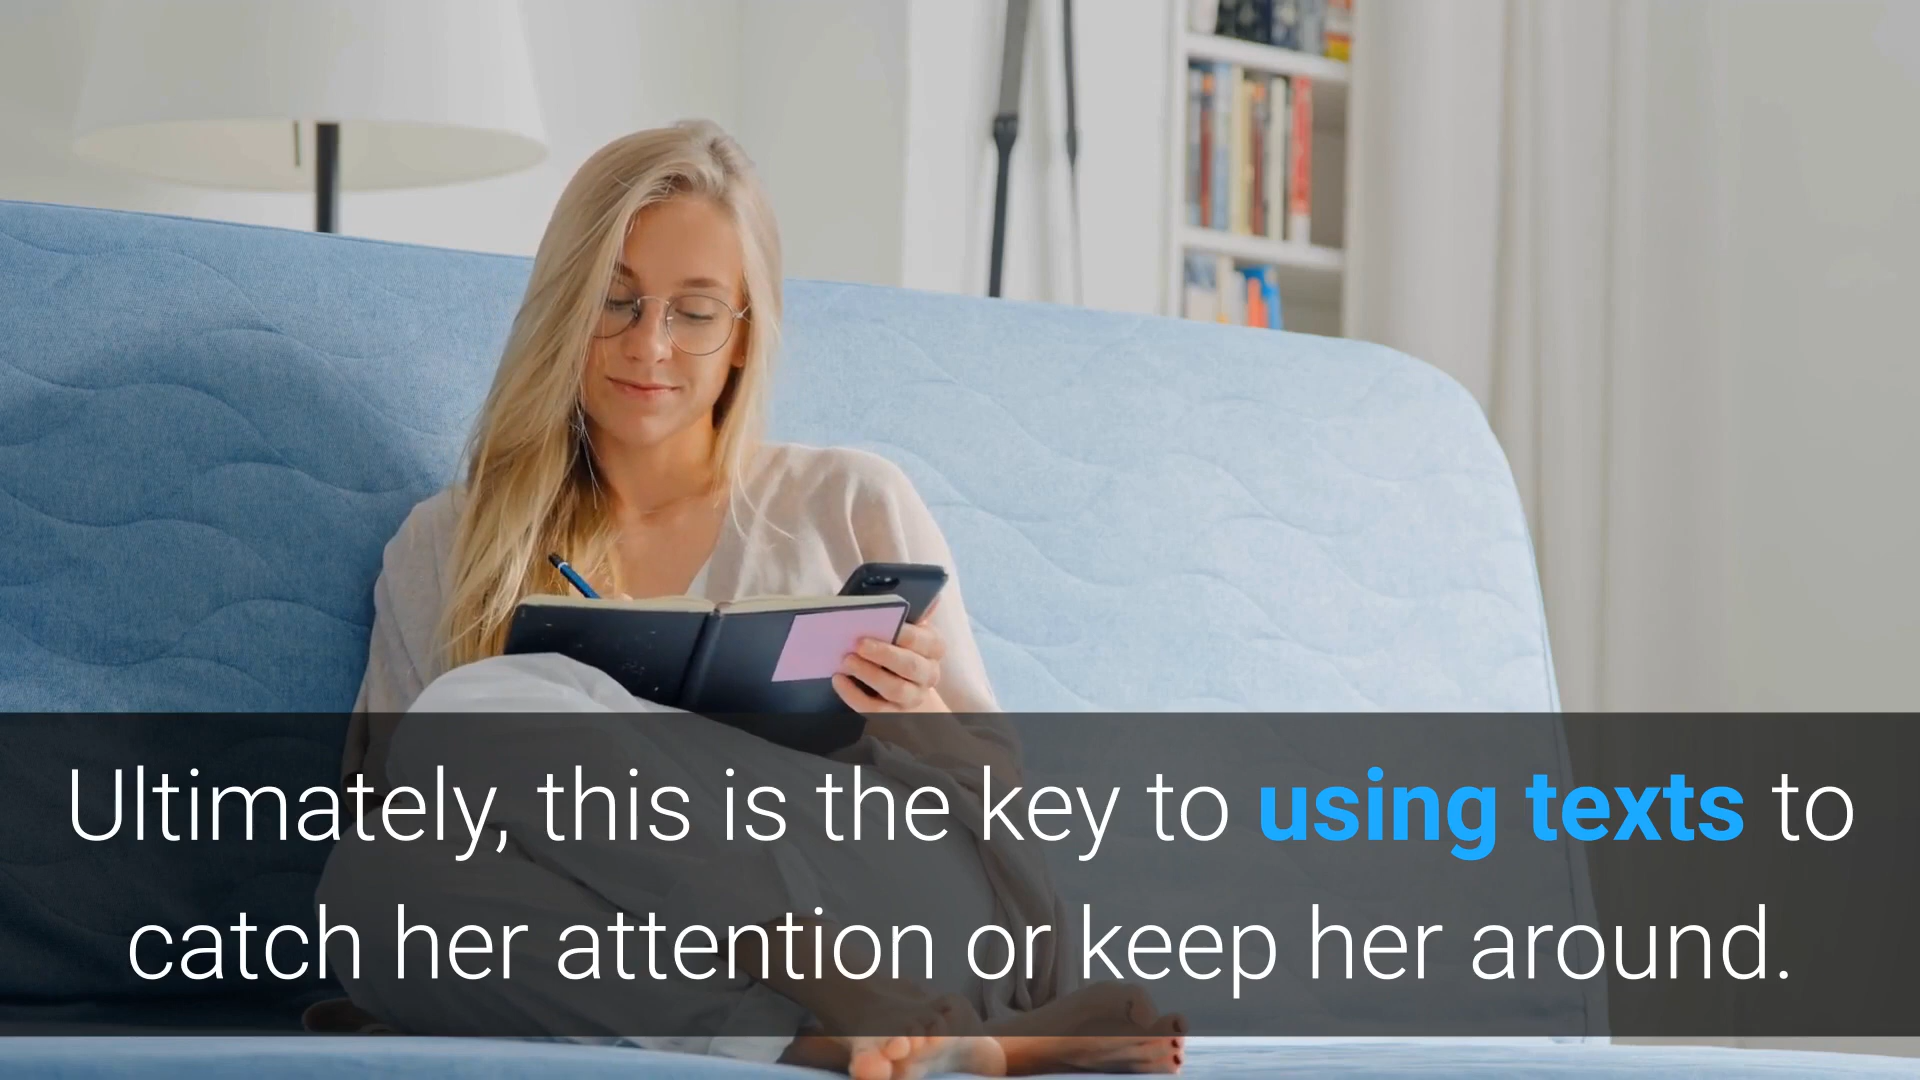 Ultimately, this is the key to using texts to
catch her attention or keep her around.